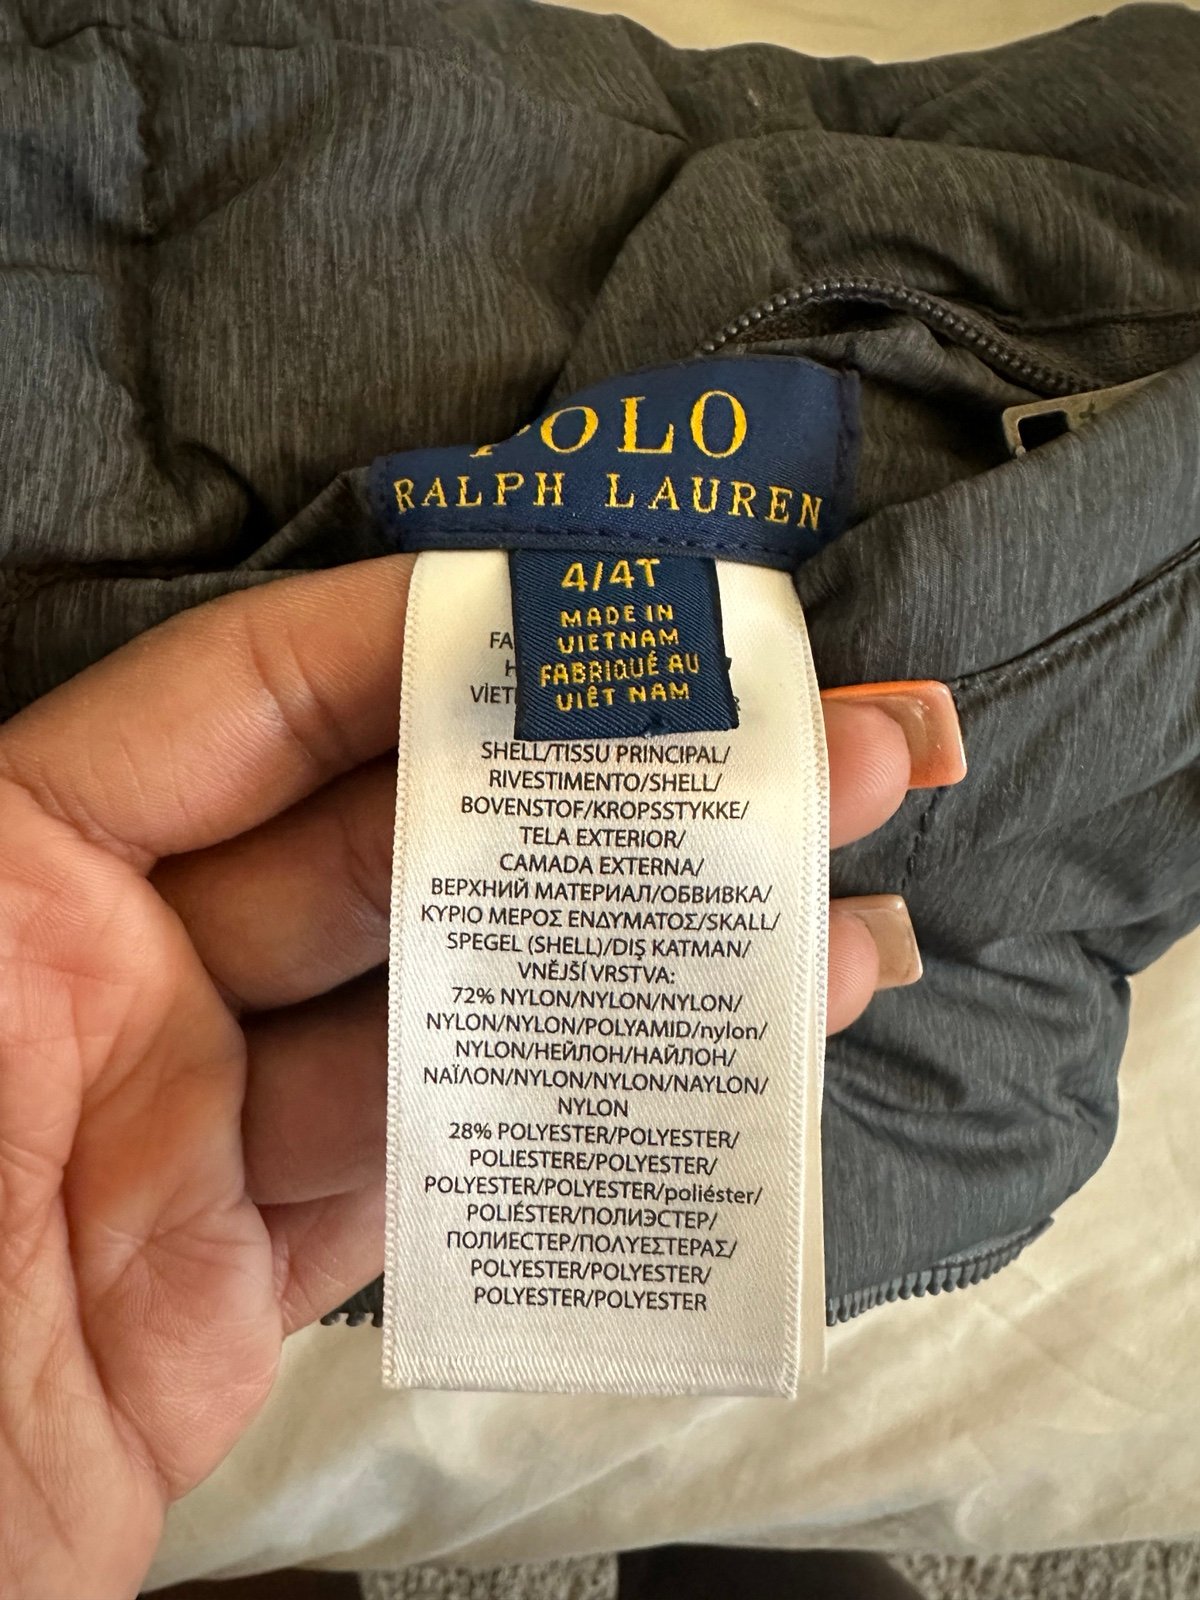 POLO
RALPH LAUREN
4/4T
MADE IN
VIETNAM
FABRIQUÉ AU
VIÊT NAM
SHELL/TISSU PRINCIPAL/
RIVESTIMENTO/SHELL/
BOVENSTOF/KROPSSTYKKE/
TELA EXTERIOR/
CAMADA EXTERNA/
ВЕРХНИЙ МАТЕРИАЛ/ОБВИВКА/
ΚΥΡΙΟ ΜΕΡΟΣ ΕΝΔΥΜΑΤΟΣ/SKALL/
SPEGEL (SHELL)/DIŞ KATMAN/
VNĚJŠÍ VRSTVA:
72% NYLON/NYLON/NYLON/
NYLON/NYLON/POLYAMID/nylon/
NYLON/НЕЙЛОН/НАЙЛОН/
ΝΑΪΛΟΝ/NYLON/NYLON/NAYLON/
NYLON
28% POLYESTER/POLYESTER/
POLIESTERE/POLYESTER/
POLYESTER/POLYESTER/poliéster/
POLIÉSTER/ПОЛИЭСТЕР/
ПОЛИЕСТЕР/ΠΟΛΥΕΣΤΕΡΑΣ/
POLYESTER/POLYESTER/
POLYESTER/POLYESTER